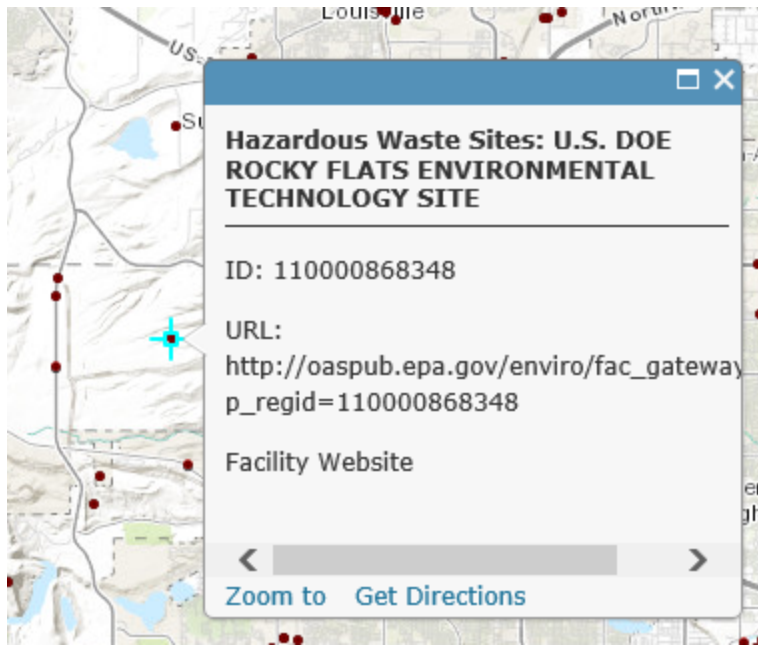 Louisville
North
US-
Su
Hazardous Waste Sites: U.S. DOE
ROCKY FLATS ENVIRONMENTAL
TECHNOLOGY SITE
ID: 110000868348
URL:
http://oaspub.epa.gov/enviro/fac_gateway
p_regid=110000868348
Facility Website
Zoom to Get Directions